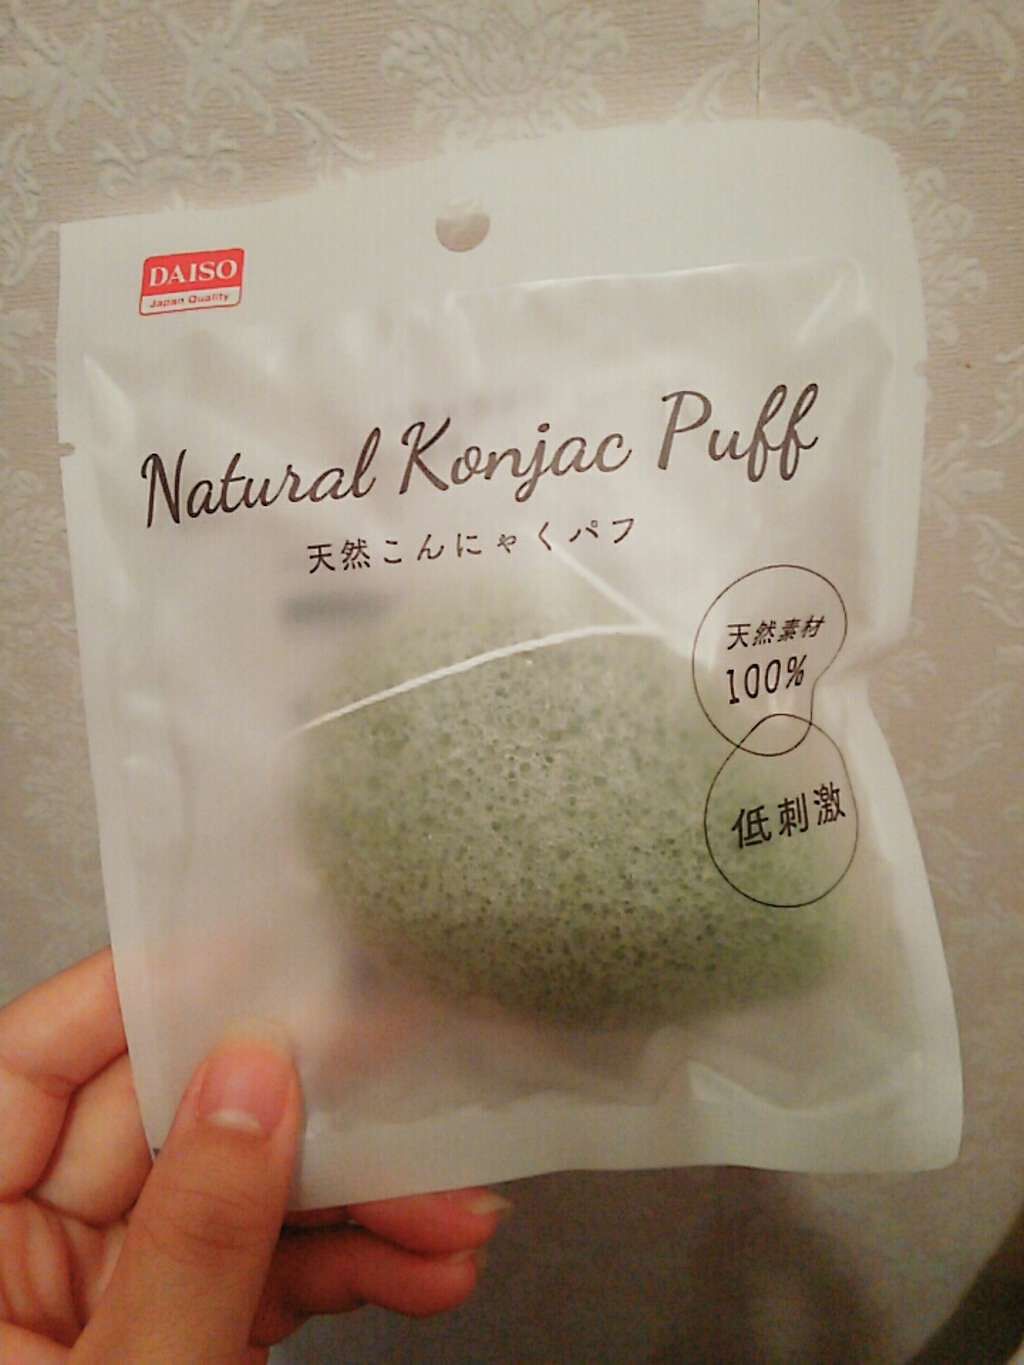 DAISO
Japan Quality
Natural Konjac Puff
天然こんにゃくパフ
天然素材
100%
低刺激